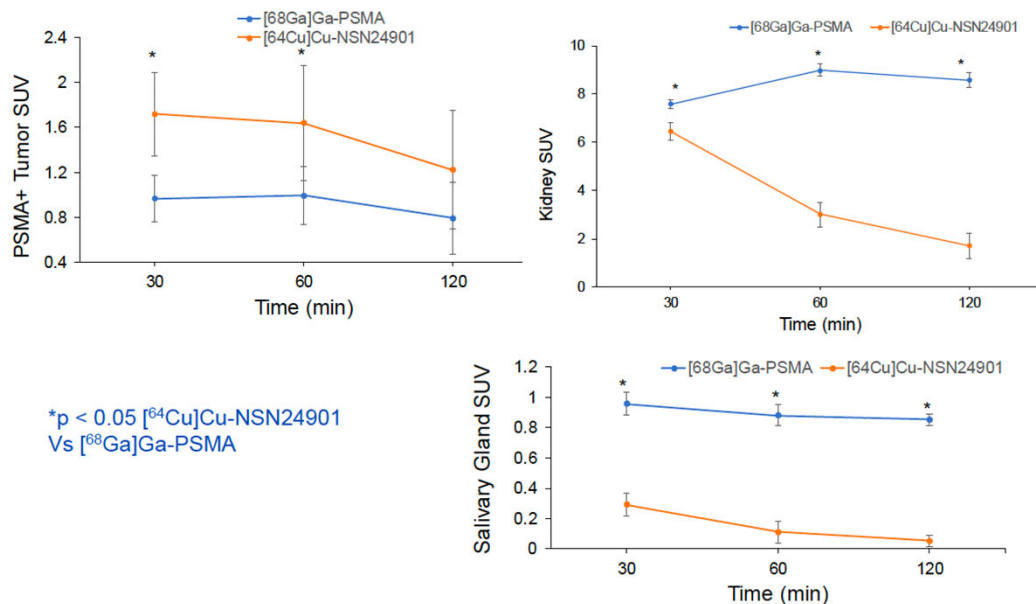 [68Ga]Ga-PSMA
[64Cu]Cu-NSN24901
* *
PSMA+ Tumor SUV
2.4
2
1.6
1.2
0.8
0.4
30 60 120
Time (min)
[68Ga]Ga-PSMA [64Cu]Cu-NSN24901
* * *
Kidney SUV
10
8
6
4
2
0
30 60 120
Time (min)
*p < 0.05 [⁶⁴Cu]Cu-NSN24901
Vs [⁶⁸Ga]Ga-PSMA
[68Ga]Ga-PSMA [64Cu]Cu-NSN24901
* * *
Salivary Gland SUV
1.2
1
0.8
0.6
0.4
0.2
0
30 60 120
Time (min)